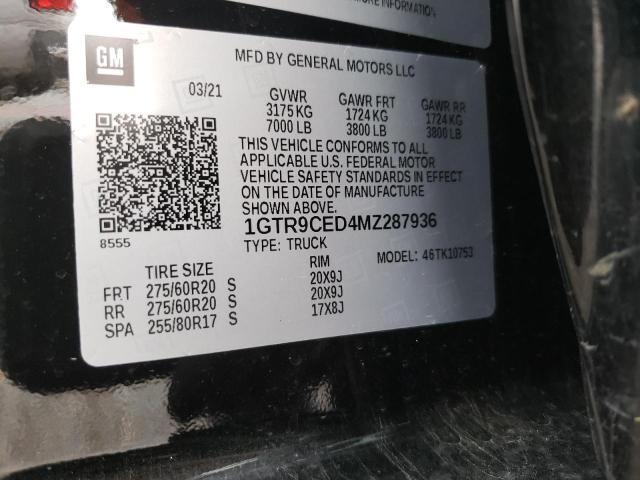 MORE INFORMATION
GM
MFD BY GENERAL MOTORS LLC
03/21
GVWR GAWR FRT GAWR RR
3175 KG 1724 KG 1724 KG
7000 LB 3800 LB 3800 LB
THIS VEHICLE CONFORMS TO ALL
APPLICABLE U.S. FEDERAL MOTOR
VEHICLE SAFETY STANDARDS IN EFFECT
ON THE DATE OF MANUFACTURE
SHOWN ABOVE.
8555
1GTR9CED4MZ287936
TYPE: TRUCK MODEL: 46TK10753
TIRE SIZE RIM
FRT 275/60R20 S 20X9J
RR 275/60R20 S 20X9J
SPA 255/80R17 S 17X8J